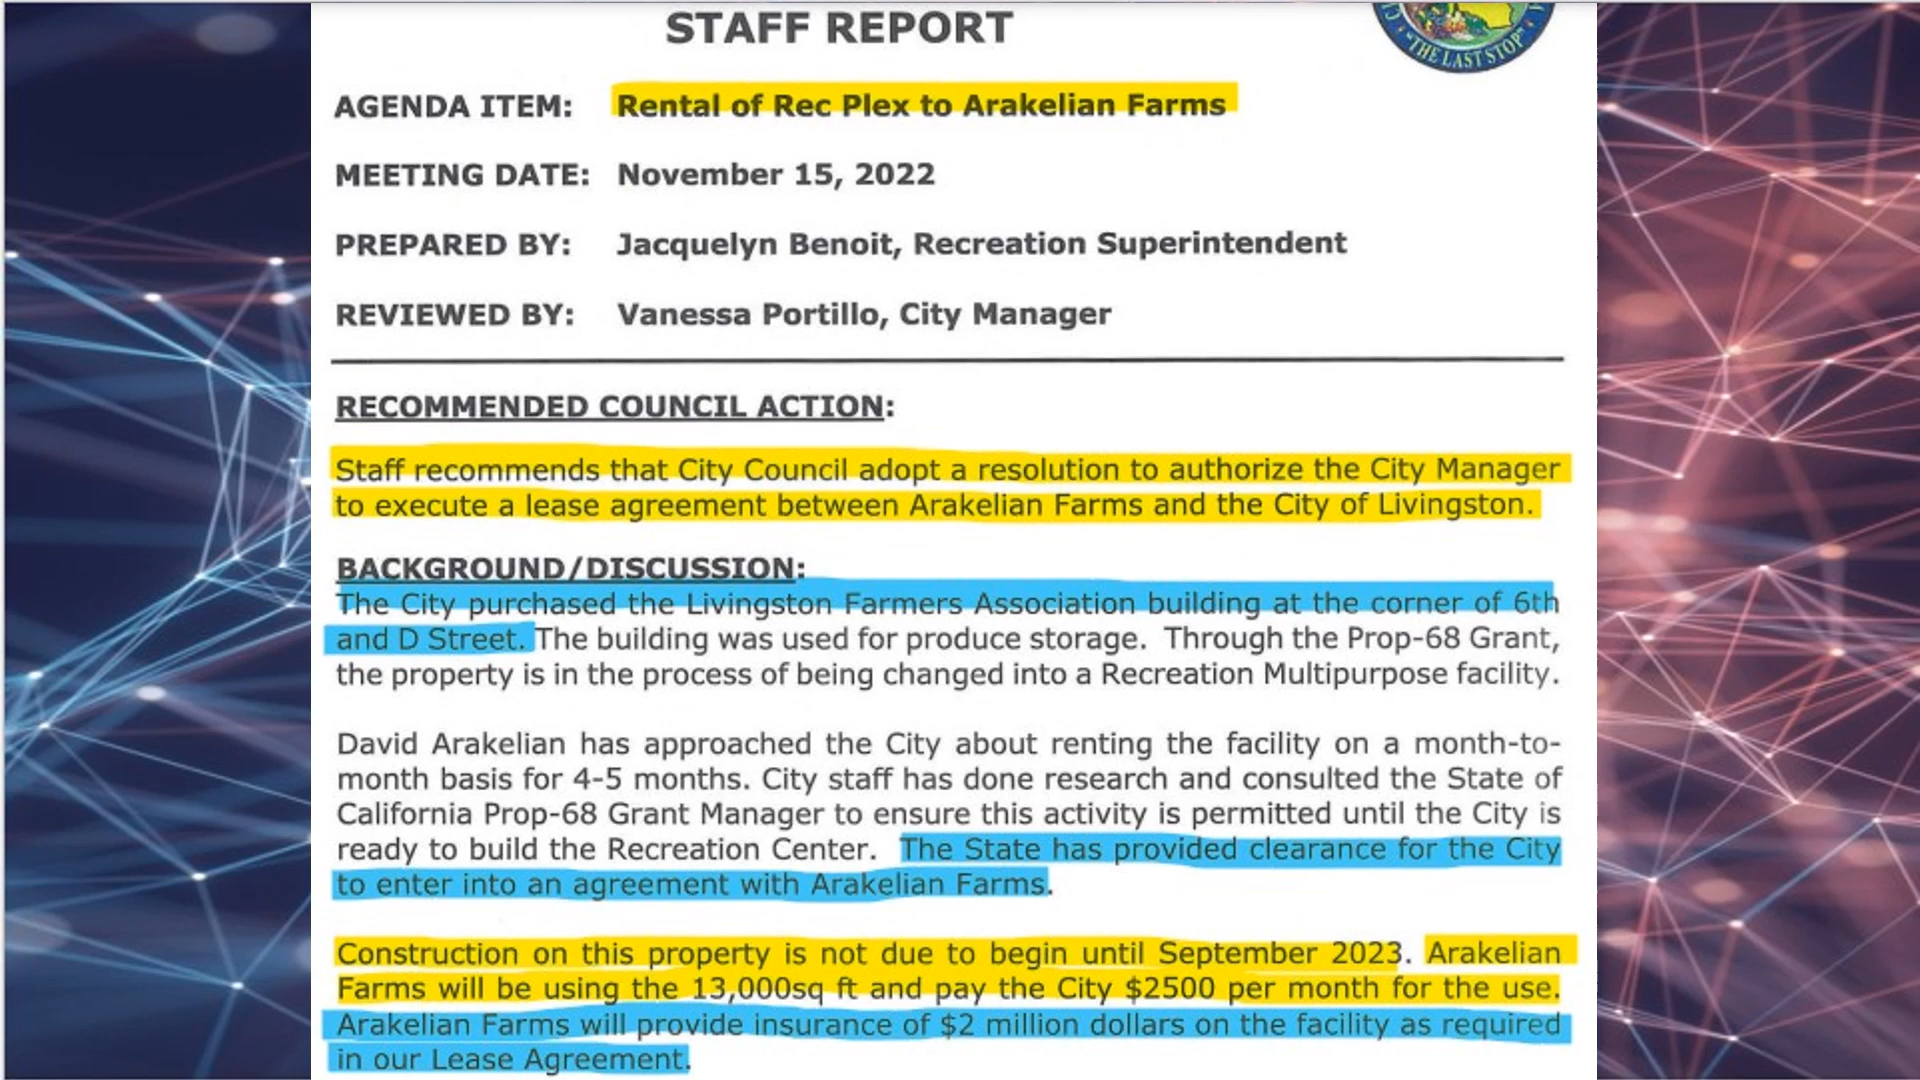 STAFF REPORT
"THE LAST STOP"
AGENDA ITEM: Rental of Rec Plex to Arakelian Farms
MEETING DATE: November 15, 2022
PREPARED BY: Jacquelyn Benoit, Recreation Superintendent
REVIEWED BY: Vanessa Portillo, City Manager
RECOMMENDED COUNCIL ACTION:
Staff recommends that City Council adopt a resolution to authorize the City Manager
to execute a lease agreement between Arakelian Farms and the City of Livingston.
BACKGROUND/DISCUSSION:
The City purchased the Livingston Farmers Association building at the corner of 6th
and D Street. The building was used for produce storage. Through the Prop-68 Grant,
the property is in the process of being changed into a Recreation Multipurpose facility.
David Arakelian has approached the City about renting the facility on a month-to-
month basis for 4-5 months. City staff has done research and consulted the State of
California Prop-68 Grant Manager to ensure this activity is permitted until the City is
ready to build the Recreation Center. The State has provided clearance for the City
to enter into an agreement with Arakelian Farms.
Construction on this property is not due to begin until September 2023. Arakelian
Farms will be using the 13,000sq ft and pay the City $2500 per month for the use.
Arakelian Farms will provide insurance of $2 million dollars on the facility as required
in our Lease Agreement.